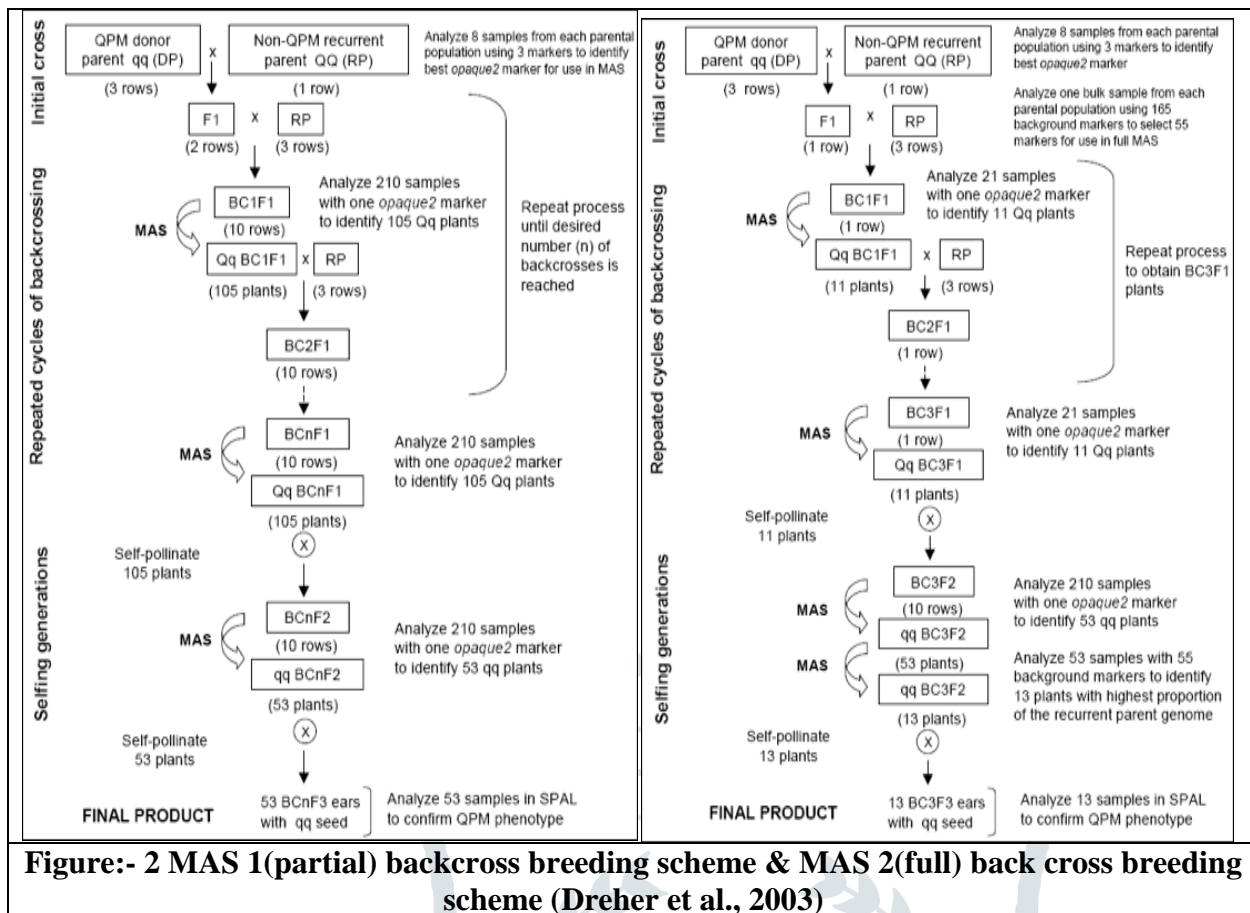 Initial cross
Repeated cycles of backcrossing
Selfing generations
QPM donor
parent qq (DP)
x
Non-QPM recurrent
parent QQ (RP)
(3 rows)
(1 row)
Analyze 8 samples from each parental
population using 3 markers to identify
best opaque2 marker for use in MAS
F1
x
RP
(2 rows)
(3 rows)
BC1F1
(10 rows)
MAS
Analyze 210 samples
with one opaque2 marker
to identify 105 Qq plants
Qq BC1F1
x
RP
(105 plants)
(3 rows)
Repeat process
until desired
number (n) of
backcrosses is
reached
BC2F1
(10 rows)
BCnF1
(10 rows)
MAS
Analyze 210 samples
with one opaque2 marker
to identify 105 Qq plants
Qq BCnF1
(105 plants)
X
Self-pollinate
105 plants
BCnF2
(10 rows)
MAS
Analyze 210 samples
with one opaque2 marker
to identify 53 qq plants
qq BCnF2
(53 plants)
X
Self-pollinate
53 plants
FINAL PRODUCT
53 BCnF3 ears
with qq seed
Analyze 53 samples in SPAL
to confirm QPM phenotype
Initial cross
Repeated cycles of backcrossing
Selfing generations
QPM donor
parent qq (DP)
x
Non-QPM recurrent
parent QQ (RP)
(3 rows)
(1 row)
Analyze 8 samples from each parental
population using 3 markers to identify
best opaque2 marker
Analyze one bulk sample from each
parental population using 165
background markers to select 55
markers for use in full MAS
F1
x
RP
(1 row)
(3 rows)
BC1F1
(1 row)
MAS
Analyze 21 samples
with one opaque2 marker
to identify 11 Qq plants
Qq BC1F1
x
RP
(11 plants)
(3 rows)
Repeat process
to obtain BC3F1
plants
BC2F1
(1 row)
BC3F1
(1 row)
MAS
Analyze 21 samples
with one opaque2 marker
to identify 11 Qq plants
Qq BC3F1
(11 plants)
X
Self-pollinate
11 plants
BC3F2
(10 rows)
MAS
Analyze 210 samples
with one opaque2 marker
to identify 53 qq plants
qq BC3F2
(53 plants)
MAS
Analyze 53 samples with 55
background markers to identify
13 plants with highest proportion
of the recurrent parent genome
qq BC3F2
(13 plants)
X
Self-pollinate
13 plants
FINAL PRODUCT
13 BC3F3 ears
with qq seed
Analyze 13 samples in SPAL
to confirm QPM phenotype
Figure:- 2 MAS 1(partial) backcross breeding scheme & MAS 2(full) back cross breeding
scheme (Dreher et al., 2003)